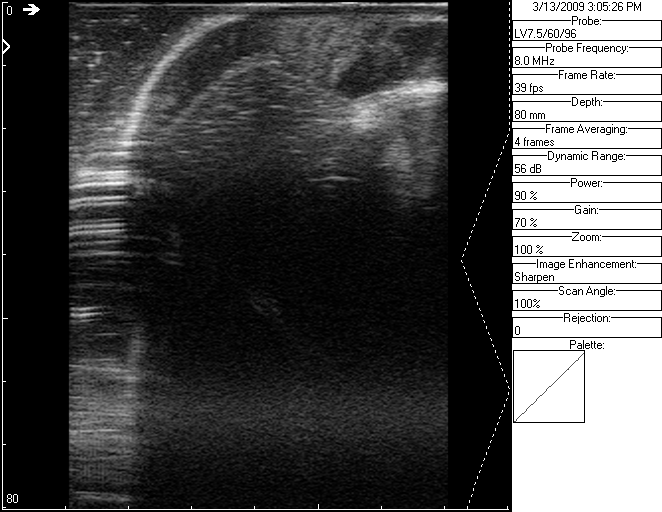 0
80
3/13/2009 3:05:26 PM
Probe:
LV7.5/60/96
Probe Frequency:
8.0 MHz
Frame Rate:
39 fps
Depth:
80 mm
Frame Averaging:
4 frames
Dynamic Range:
56 dB
Power:
90 %
Gain:
70 %
Zoom:
100 %
Image Enhancement:
Sharpen
Scan Angle:
100%
Rejection:
0
Palette: